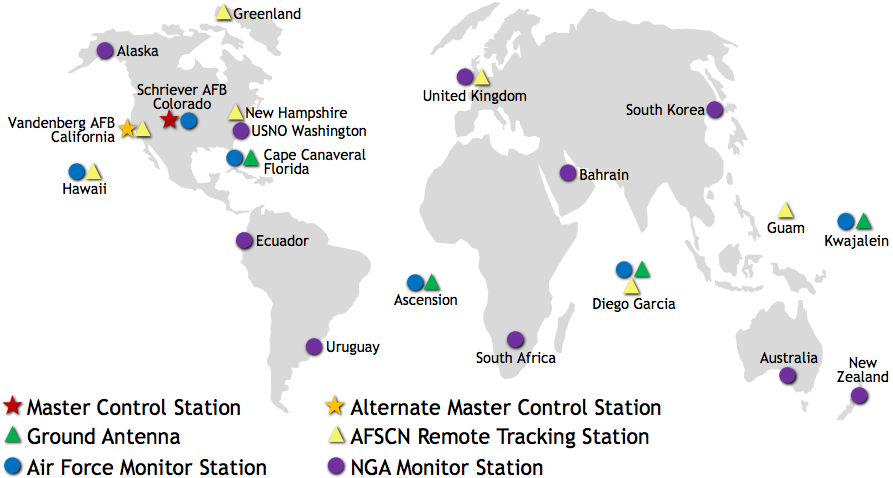 Greenland
Alaska
Schriever AFB
Colorado
Vandenberg AFB
California
New Hampshire
USNO Washington
Cape Canaveral
Florida
Hawaii
United Kingdom
South Korea
Bahrain
Guam
Kwajalein
Ecuador
Ascension
Diego Garcia
Uruguay
South Africa
Australia
New
Zealand
Master Control Station
Alternate Master Control Station
Ground Antenna
AFSCN Remote Tracking Station
Air Force Monitor Station
NGA Monitor Station